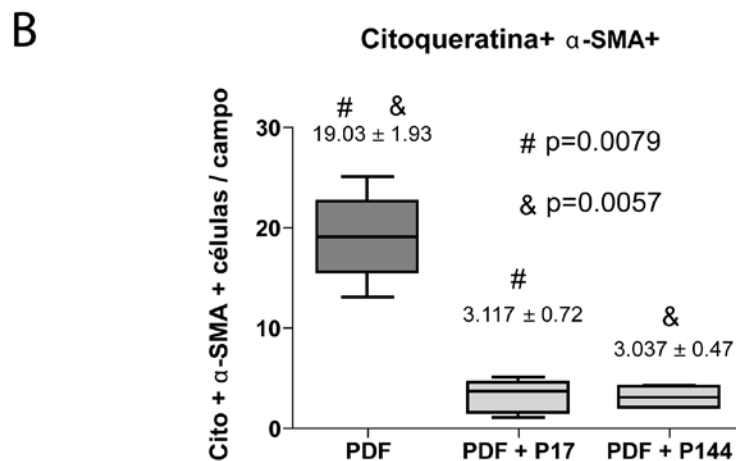 B
Citoqueratina+ α-SMA+
Cito + α-SMA + células / campo
30
20
10
0
# &
19.03 ± 1.93
# p=0.0079
& p=0.0057
#
3.117 ± 0.72
&
3.037 ± 0.47
PDF
PDF + P17
PDF + P144